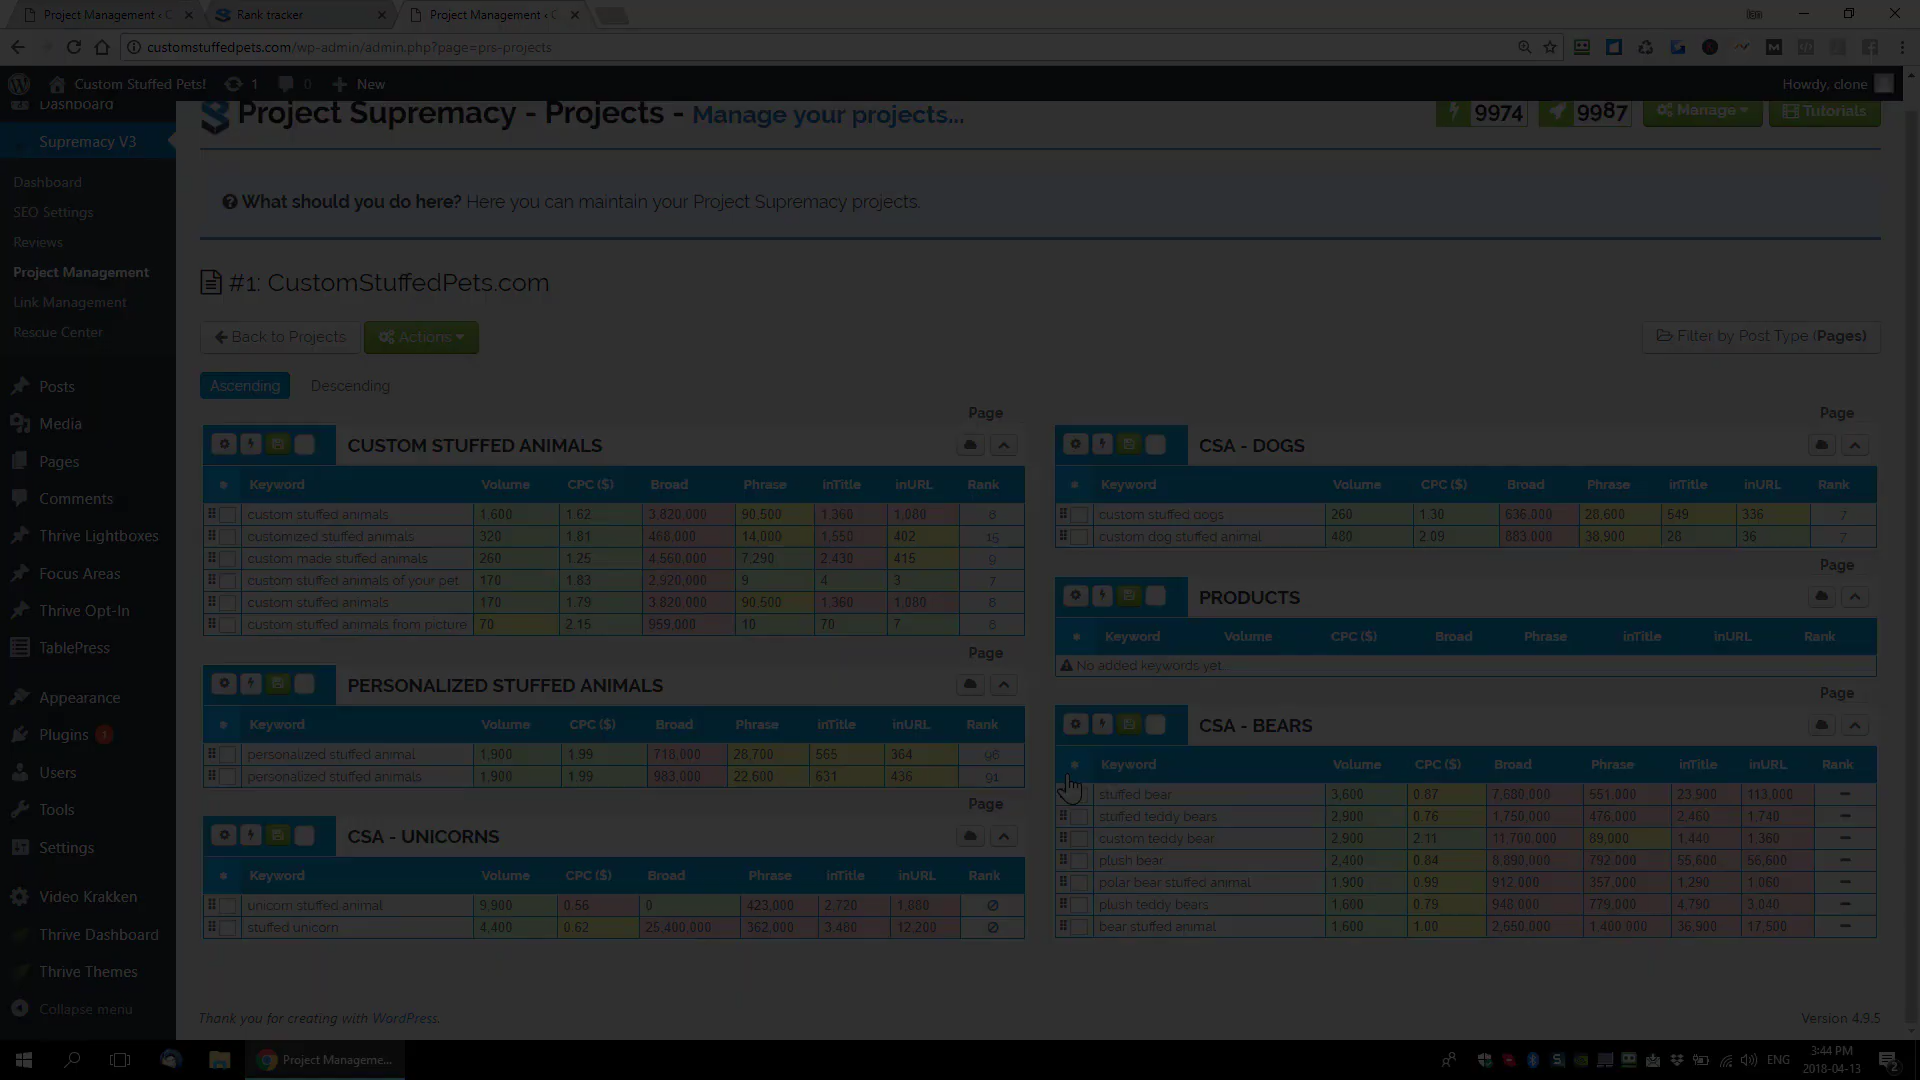 Project Management ‹ C
Rank tracker
Project Management ‹ C
customstuffedpets.com/wp-admin/admin.php?page=prs-projects
Custom Stuffed Pets! 1 0 New
Howdy, clone
Dashboard
Supremacy V3
Dashboard
SEO Settings
Reviews
Project Management
Link Management
Rescue Center
Posts
Media
Pages
Comments
Thrive Lightboxes
Focus Areas
Thrive Opt-In
TablePress
Appearance
Plugins 1
Users
Tools
Settings
Video Krakken
Thrive Dashboard
Thrive Themes
Collapse menu
Project Supremacy - Projects - Manage your projects...
9974 9987 Manage Tutorials
What should you do here? Here you can maintain your Project Supremacy projects.
#1: CustomStuffedPets.com
Back to Projects Actions
Filter by Post Type (Pages)
Ascending Descending
Page
CUSTOM STUFFED ANIMALS
Keyword Volume CPC ($) Broad Phrase inTitle inURL Rank
custom stuffed animals 1,600 1.62 3,820,000 90,500 1,360 1,080 6
customized stuffed animals 320 1.81 468,000 14,000 1,550 402 15
custom made stuffed animals 260 1.25 4,560,000 7,290 2,430 415 9
custom stuffed animals of your pet 170 1.83 2,920,000 9 4 3 7
custom stuffed animals 170 1.79 3,820,000 90,500 1,360 1,080 6
custom stuffed animals from picture 70 2.15 959,000 10 70 7
Page
PERSONALIZED STUFFED ANIMALS
Keyword Volume CPC ($) Broad Phrase inTitle inURL Rank
personalized stuffed animal 1,900 1.99 718,000 28,700 565 364 96
personalized stuffed animals 1,900 1.99 983,000 22,600 631 436 91
Page
CSA - UNICORNS
Keyword Volume CPC ($) Broad Phrase inTitle inURL Rank
unicorn stuffed animal 9,900 0.56 0 423,000 2,720 1,880
stuffed unicorn 4,400 0.62 25,400,000 362,000 3,480 12,200
Page
CSA - DOGS
Keyword Volume CPC ($) Broad Phrase inTitle inURL Rank
custom stuffed dogs 260 1.30 636,000 28,600 549 336 7
custom dog stuffed animal 480 2.09 883,000 38,900 28 36 7
Page
PRODUCTS
Keyword Volume CPC ($) Broad Phrase inTitle inURL Rank
No added keywords yet.
Page
CSA - BEARS
Keyword Volume CPC ($) Broad Phrase inTitle inURL Rank
stuffed bear 3,600 0.87 7,680,000 551,000 23,900 113,000 –
stuffed teddy bears 2,900 0.76 1,750,000 476,000 2,460 1,740 –
custom teddy bear 2,900 2.11 11,700,000 89,000 1,440 1,360 –
plush bear 2,400 0.84 8,890,000 792,000 55,600 56,600 –
polar bear stuffed animal 1,900 0.99 912,000 357,000 1,290 1,060 –
plush teddy bears 1,600 0.79 948,000 779,000 4,790 3,040 –
bear stuffed animal 1,600 1.00 2,650,000 1,400,000 36,900 17,500 –
Thank you for creating with WordPress.
Version 4.9.5
Project Manageme...
ENG
3:44 PM
2018-04-13
2